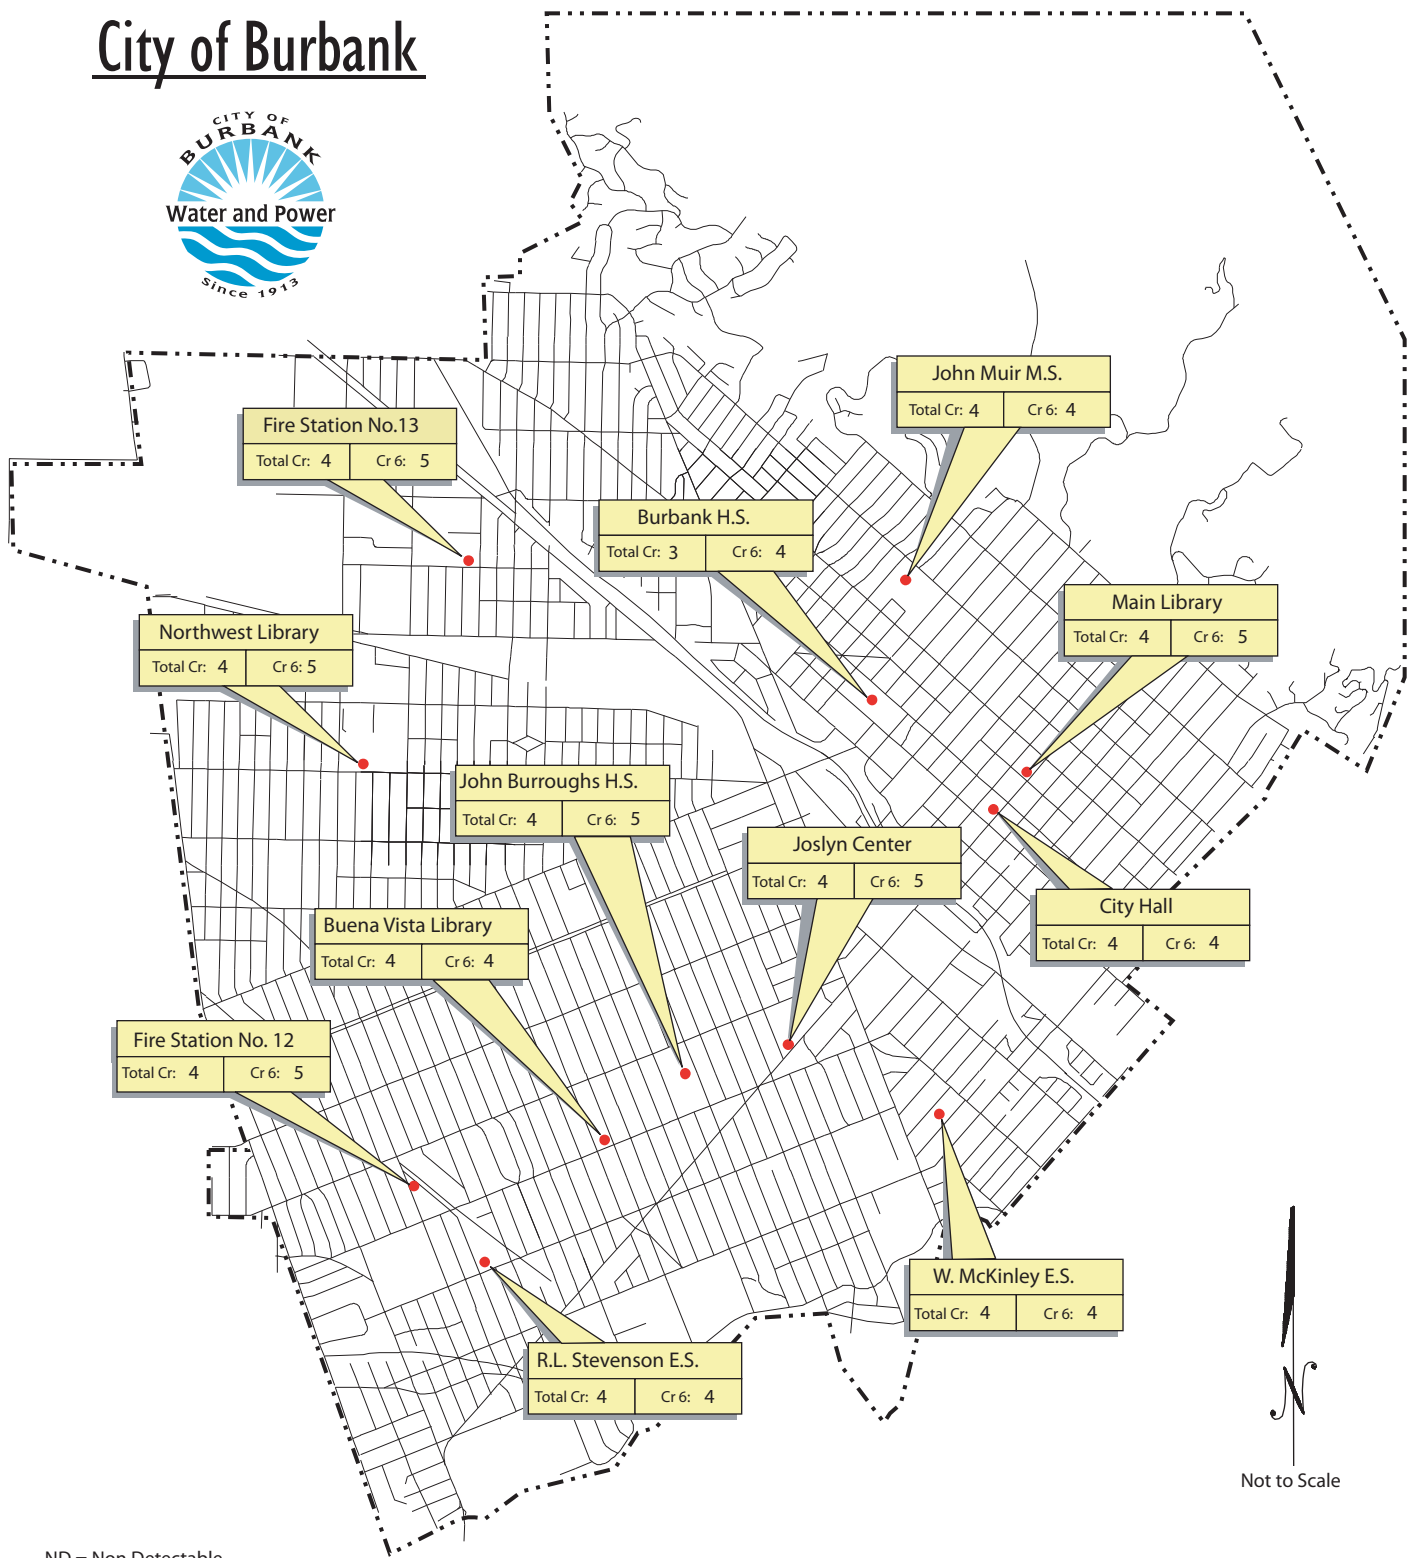 City of Burbank
CITY OF
BURBANK
Water and Power
Since 1913
John Muir M.S.
Total Cr: 4 Cr 6: 4
Fire Station No.13
Total Cr: 4 Cr 6: 5
Burbank H.S.
Total Cr: 3 Cr 6: 4
Main Library
Total Cr: 4 Cr 6: 5
Northwest Library
Total Cr: 4 Cr 6: 5
John Burroughs H.S.
Total Cr: 4 Cr 6: 5
Joslyn Center
Total Cr: 4 Cr 6: 5
City Hall
Total Cr: 4 Cr 6: 4
Buena Vista Library
Total Cr: 4 Cr 6: 4
Fire Station No. 12
Total Cr: 4 Cr 6: 5
W. McKinley E.S.
Total Cr: 4 Cr 6: 4
R.L. Stevenson E.S.
Total Cr: 4 Cr 6: 4
N
Not to Scale
ND = Non Detectable